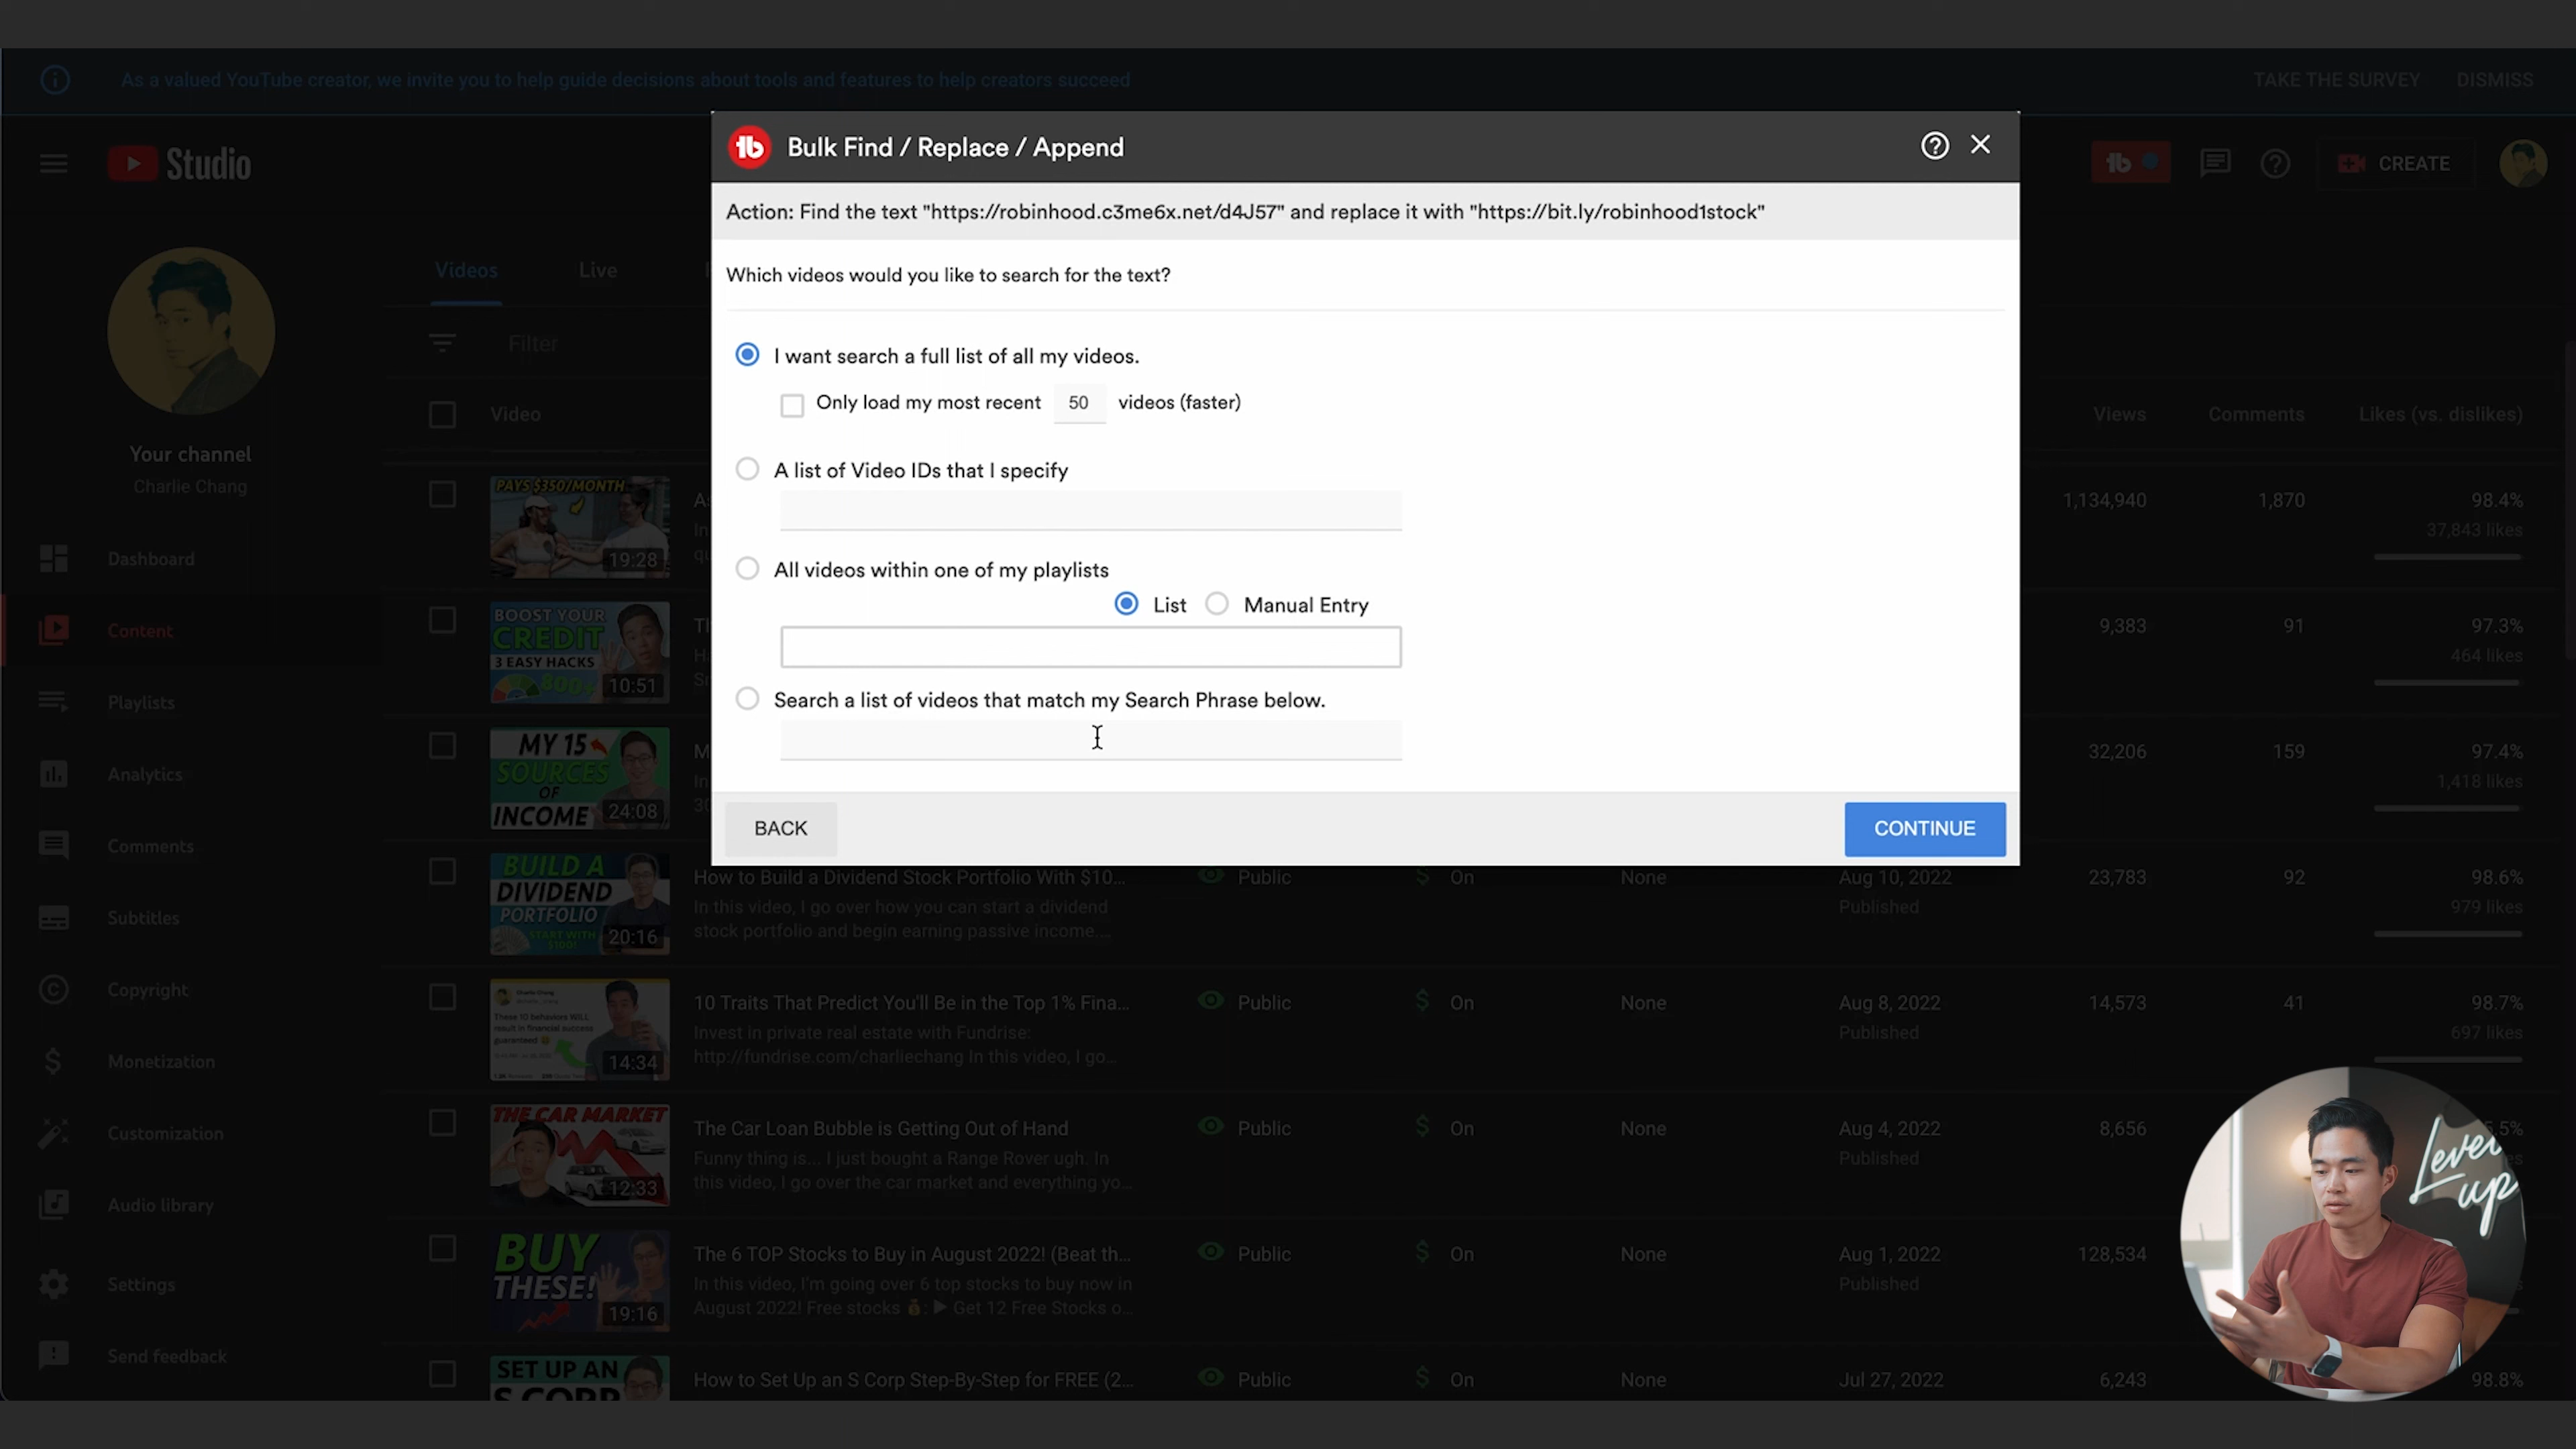 As a valued YouTube creator, we invite you to help guide decisions about tools and features to help creators succeed
TAKE THE SURVEY
DISMISS
Studio
CREATE
Bulk Find / Replace / Append
Action: Find the text "https://robinhood.c3me6x.net/d4J57" and replace it with "https://bit.ly/robinhood1stock"
Which videos would you like to search for the text?
I want search a full list of all my videos.
Only load my most recent 50 videos (faster)
A list of Video IDs that I specify
All videos within one of my playlists
List
Manual Entry
Search a list of videos that match my Search Phrase below.
BACK
CONTINUE
Your channel
Charlie Chang
Dashboard
Content
Playlists
Analytics
Comments
Subtitles
Copyright
Monetization
Customization
Audio library
Settings
Send feedback
Videos
Live
Filter
Video
Views
Comments
Likes (vs. dislikes)
PAYS $350/MONTH
19:28
1,134,940
1,870
98.4%
37,843 likes
BOOST YOUR
CREDIT
3 EASY HACKS
800+
10:51
9,383
91
97.3%
464 likes
MY 15
SOURCES
OF
INCOME
24:08
32,206
159
97.4%
1,418 likes
BUILD A
DIVIDEND
PORTFOLIO
START WITH
$100!
20:16
How to Build a Dividend Stock Portfolio With $10...
In this video, I go over how you can start a dividend
stock portfolio and begin earning passive income....
Public
On
None
Aug 10, 2022
Published
23,783
92
98.6%
979 likes
These 10 behaviors WILL
result in financial success
guaranteed
14:34
10 Traits That Predict You'll Be in the Top 1% Fina...
Invest in private real estate with Fundrise:
http://fundrise.com/charliechang In this video, I go...
Public
On
None
Aug 8, 2022
Published
14,573
41
98.7%
697 likes
THE CAR MARKET
12:33
The Car Loan Bubble is Getting Out of Hand
Funny thing is... I just bought a Range Rover ugh. In
this video, I go over the car market and everything yo...
Public
On
None
Aug 4, 2022
Published
8,656
BUY
THESE!
19:16
The 6 TOP Stocks to Buy in August 2022! (Beat th...
In this video, I'm going over 6 top stocks to buy now in
August 2022! Free stocks 💰: ▶ Get 12 Free Stocks o...
Public
On
None
Aug 1, 2022
Published
128,534
SET UP AN
S CORP
How to Set Up an S Corp Step-By-Step for FREE (2...
Public
On
None
Jul 27, 2022
6,243
98.8%
Level
up